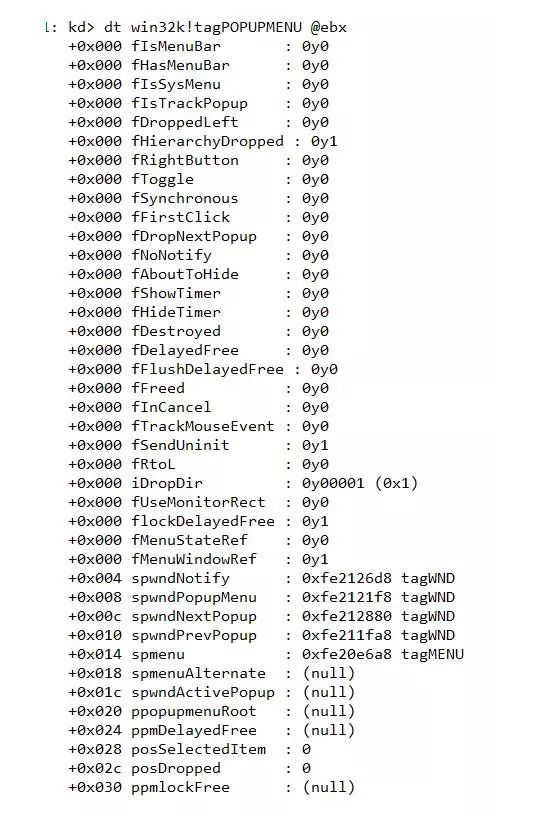 1: kd> dt win32k!tagPOPUPMENU @ebx
+0x000 fIsMenuBar : 0y0
+0x000 fHasMenuBar : 0y0
+0x000 fIsSysMenu : 0y0
+0x000 fIsTrackPopup : 0y0
+0x000 fDroppedLeft : 0y0
+0x000 fHierarchyDropped : 0y1
+0x000 fRightButton : 0y0
+0x000 fToggle : 0y0
+0x000 fSynchronous : 0y0
+0x000 fFirstClick : 0y0
+0x000 fDropNextPopup : 0y0
+0x000 fNoNotify : 0y0
+0x000 fAboutToHide : 0y0
+0x000 fShowTimer : 0y0
+0x000 fHideTimer : 0y0
+0x000 fDestroyed : 0y0
+0x000 fDelayedFree : 0y0
+0x000 fFlushDelayedFree : 0y0
+0x000 fFreed : 0y0
+0x000 fInCancel : 0y0
+0x000 fTrackMouseEvent : 0y0
+0x000 fSendUninit : 0y1
+0x000 fRtoL : 0y0
+0x000 iDropDir : 0y00001 (0x1)
+0x000 fUseMonitorRect : 0y0
+0x000 flockDelayedFree : 0y1
+0x000 fMenuStateRef : 0y0
+0x000 fMenuWindowRef : 0y1
+0x004 spwndNotify : 0xfe2126d8 tagWND
+0x008 spwndPopupMenu : 0xfe2121f8 tagWND
+0x00c spwndNextPopup : 0xfe212880 tagWND
+0x010 spwndPrevPopup : 0xfe211fa8 tagWND
+0x014 spmenu : 0xfe20e6a8 tagMENU
+0x018 spmenuAlternate : (null)
+0x01c spwndActivePopup : (null)
+0x020 ppopupmenuRoot : (null)
+0x024 ppmDelayedFree : (null)
+0x028 posSelectedItem : 0
+0x02c posDropped : 0
+0x030 ppmlockFree : (null)